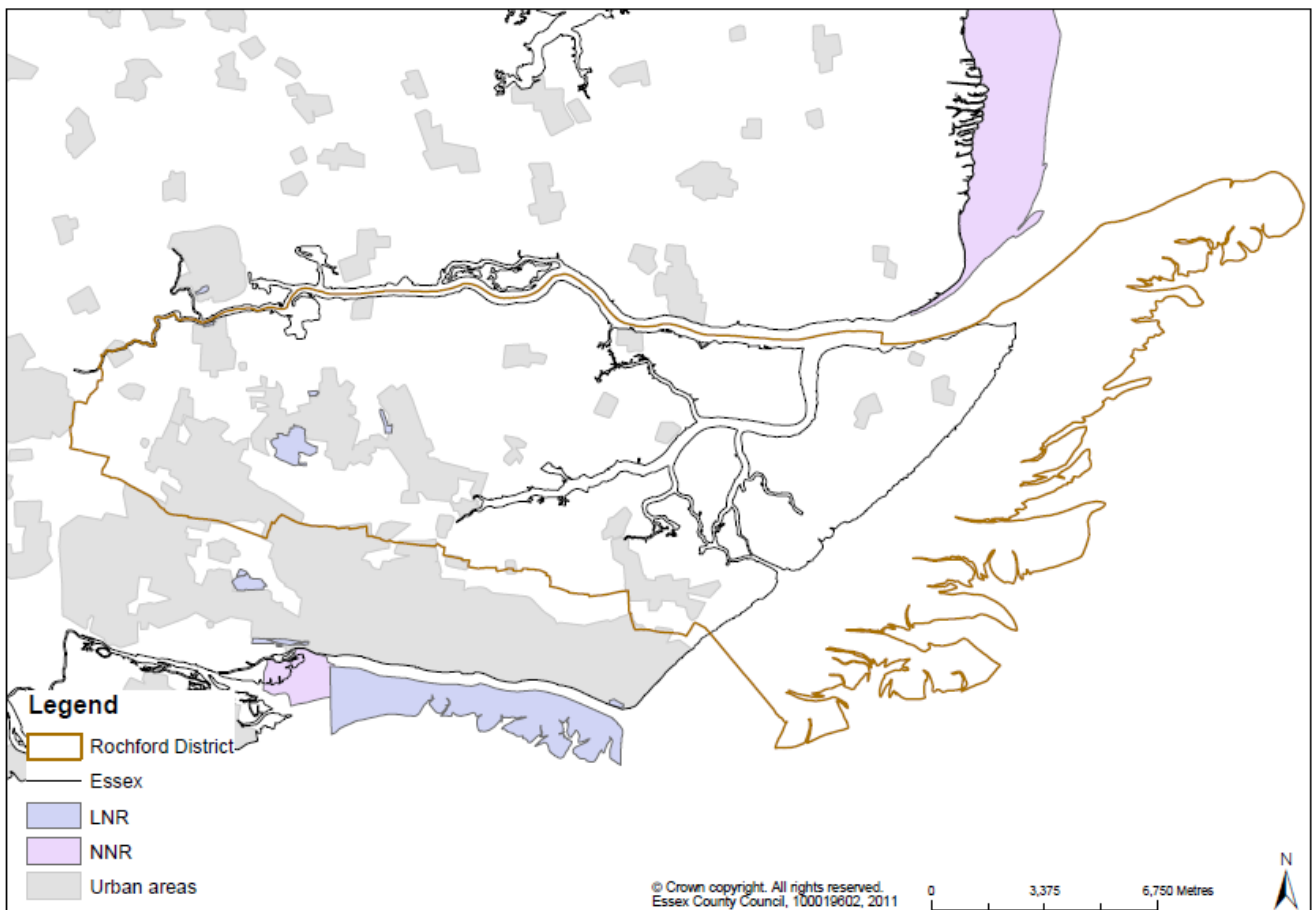 Legend
Rochford District
Essex
LNR
NNR
Urban areas
© Crown copyright. All rights reserved.
Essex County Council, 100019602, 2011
0 3,375 6,750 Metres
N